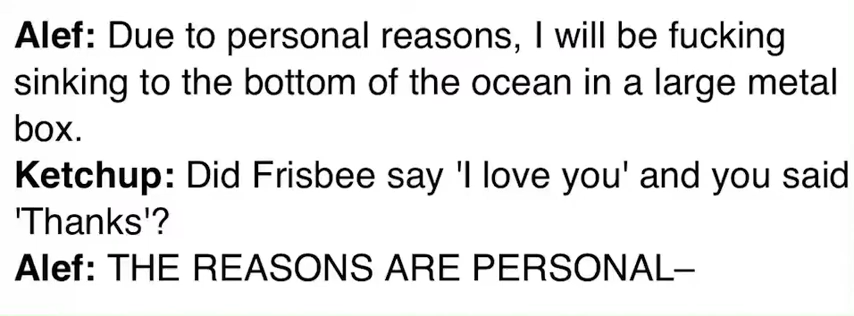 Alef: Due to personal reasons, I will be fucking
sinking to the bottom of the ocean in a large metal
box.
Ketchup: Did Frisbee say 'I love you' and you said
'Thanks'?
Alef: THE REASONS ARE PERSONAL–